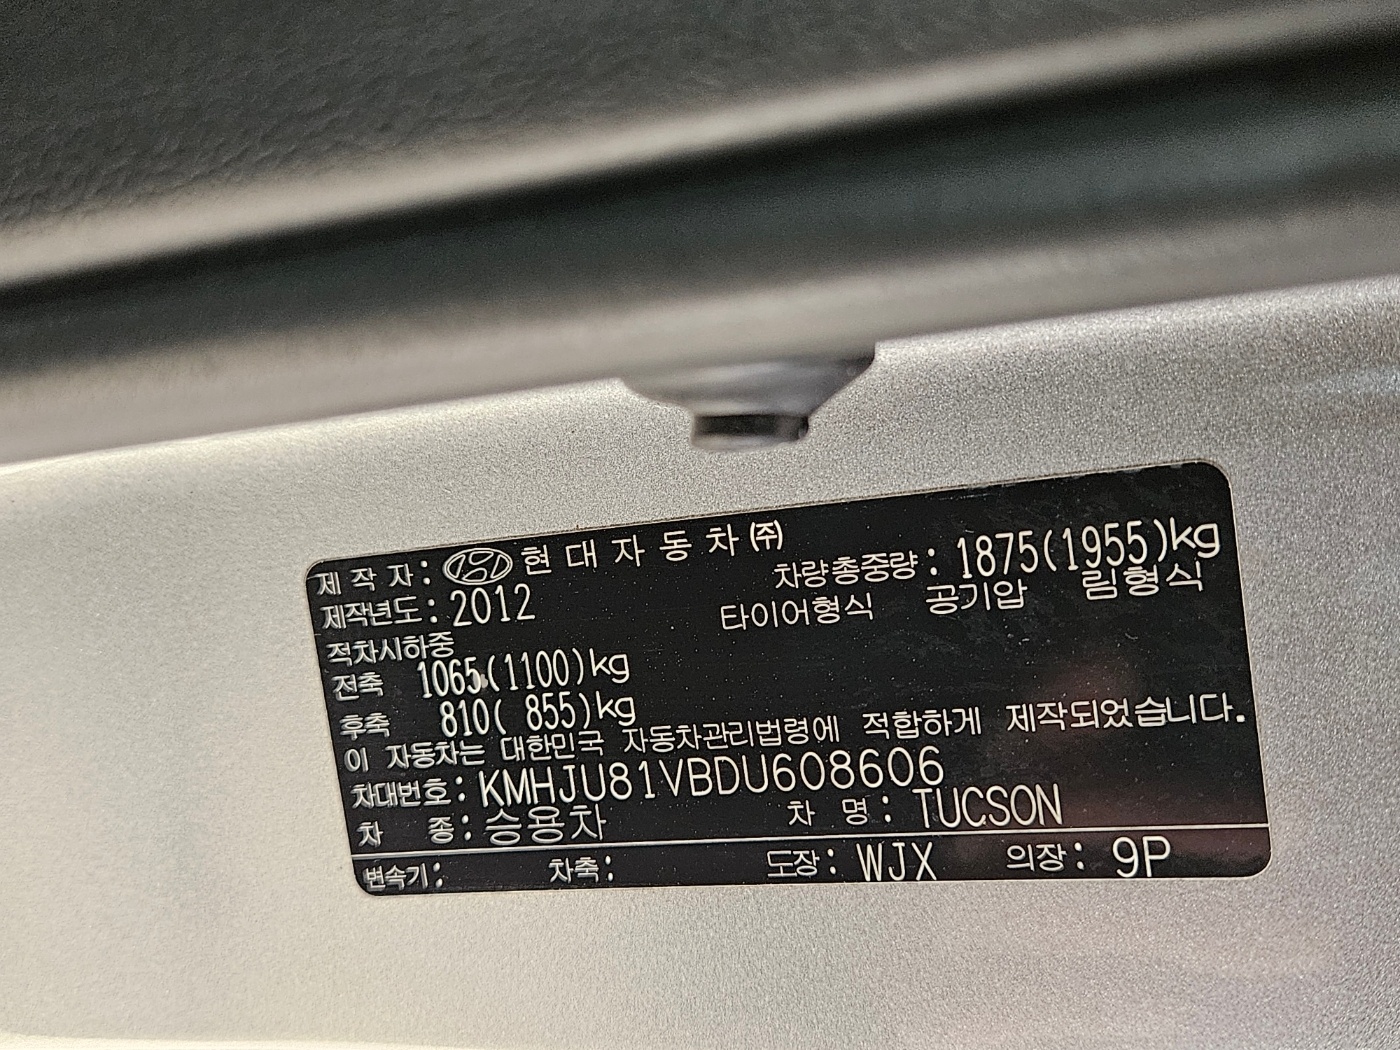 제 작 자 : 현 대 자 동 차 ㈜
차량총중량 : 1875(1955)kg
제작년도 : 2012
타이어형식 공기압 림형식
적차시하중
전축 1065(1100)kg
후축 810( 855)kg
이 자동차는 대한민국 자동차관리법령에 적합하게 제작되었습니다.
차대번호 : KMHJU81VBDU608606
차 종 : 승용차 차 명 : TUCSON
변속기 : 차축 : 도장 : WJX 의장 : 9P